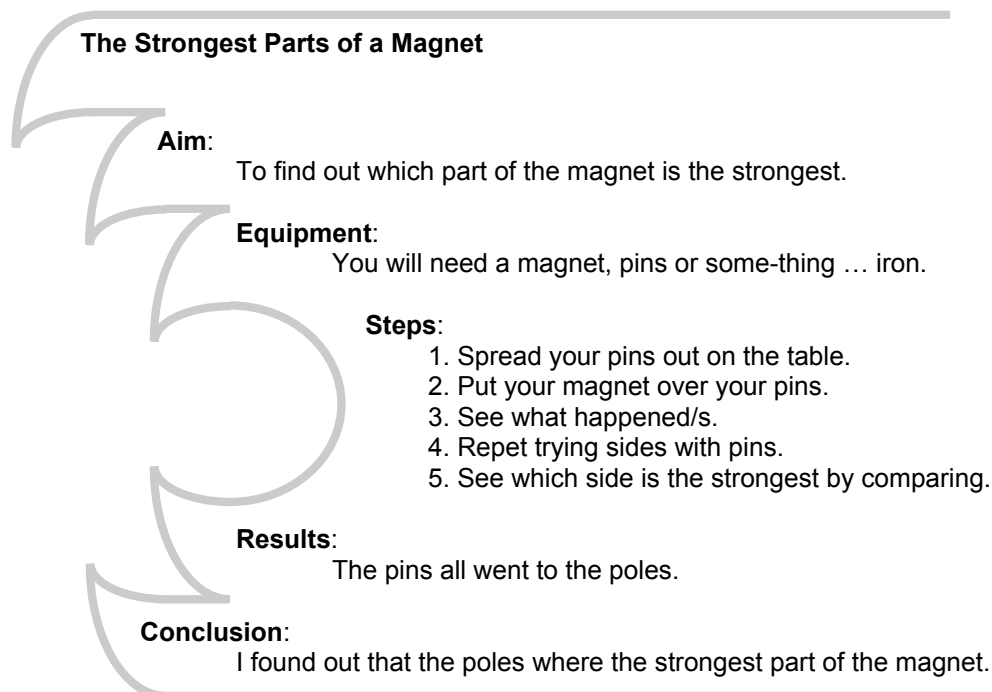 The Strongest Parts of a Magnet
Aim:
To find out which part of the magnet is the strongest.
Equipment:
You will need a magnet, pins or some-thing … iron.
Steps:
1. Spread your pins out on the table.
2. Put your magnet over your pins.
3. See what happened/s.
4. Repet trying sides with pins.
5. See which side is the strongest by comparing.
Results:
The pins all went to the poles.
Conclusion:
I found out that the poles where the strongest part of the magnet.